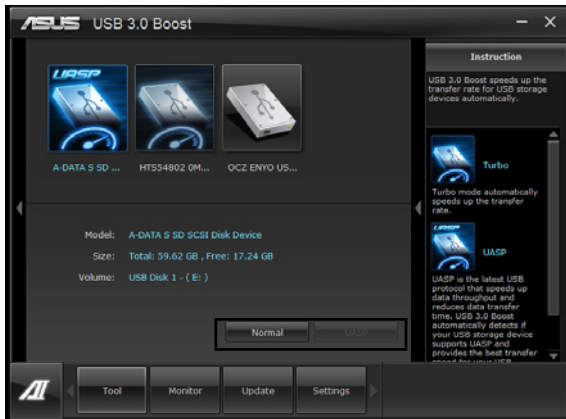 ASUS USB 3.0 Boost
UASP
A-DATA S SD ...
HTS54802 0M...
OCZ ENYO US...
Model: A-DATA S SD SCSI Disk Device
Size: Total: 59.62 GB , Free: 17.24 GB
Volume: USB Disk 1 - ( E: )
Normal UASP
Instruction
USB 3.0 Boost speeds up the
transfer rate for USB storage
devices automatically.
Turbo
Turbo mode automatically
speeds up the transfer
rate.
UASP
UASP
UASP is the latest USB
protocol that speeds up
data throughput and
reduces data transfer
time. USB 3.0 Boost
automatically detects if
your USB storage device
supports UASP and
provides the best transfer
speed for your USB
Tool Monitor Update Settings